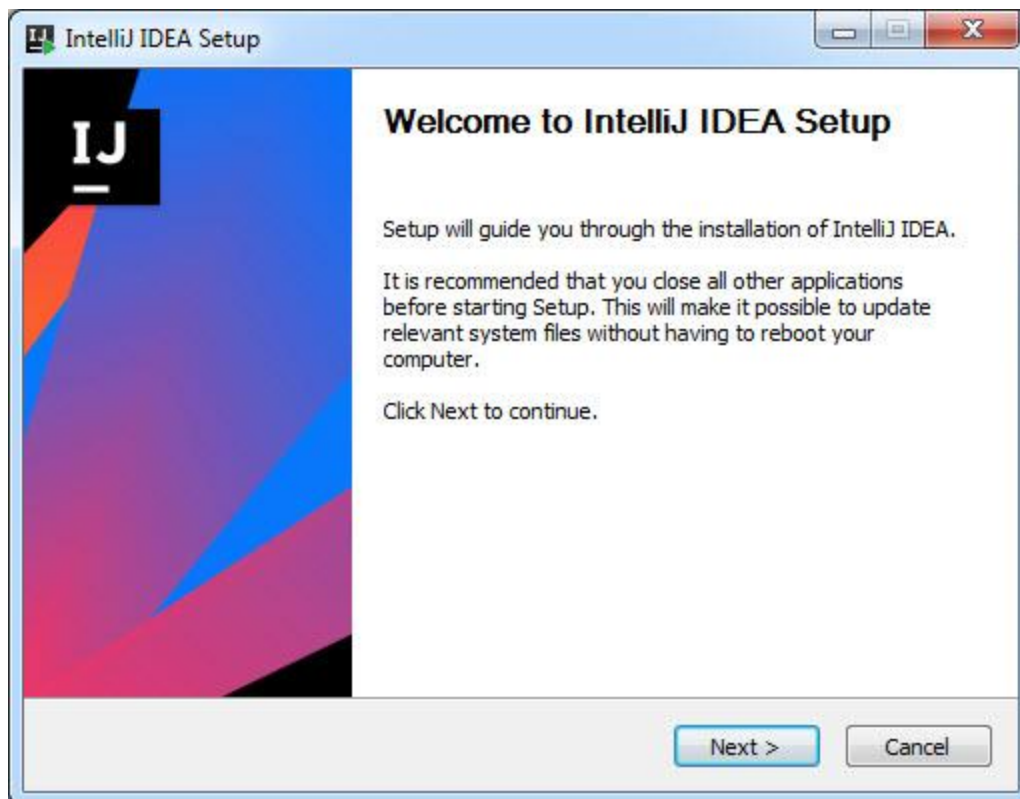 IntelliJ IDEA Setup
IJ
Welcome to IntelliJ IDEA Setup
Setup will guide you through the installation of IntelliJ IDEA.
It is recommended that you close all other applications
before starting Setup. This will make it possible to update
relevant system files without having to reboot your
computer.
Click Next to continue.
Next >
Cancel